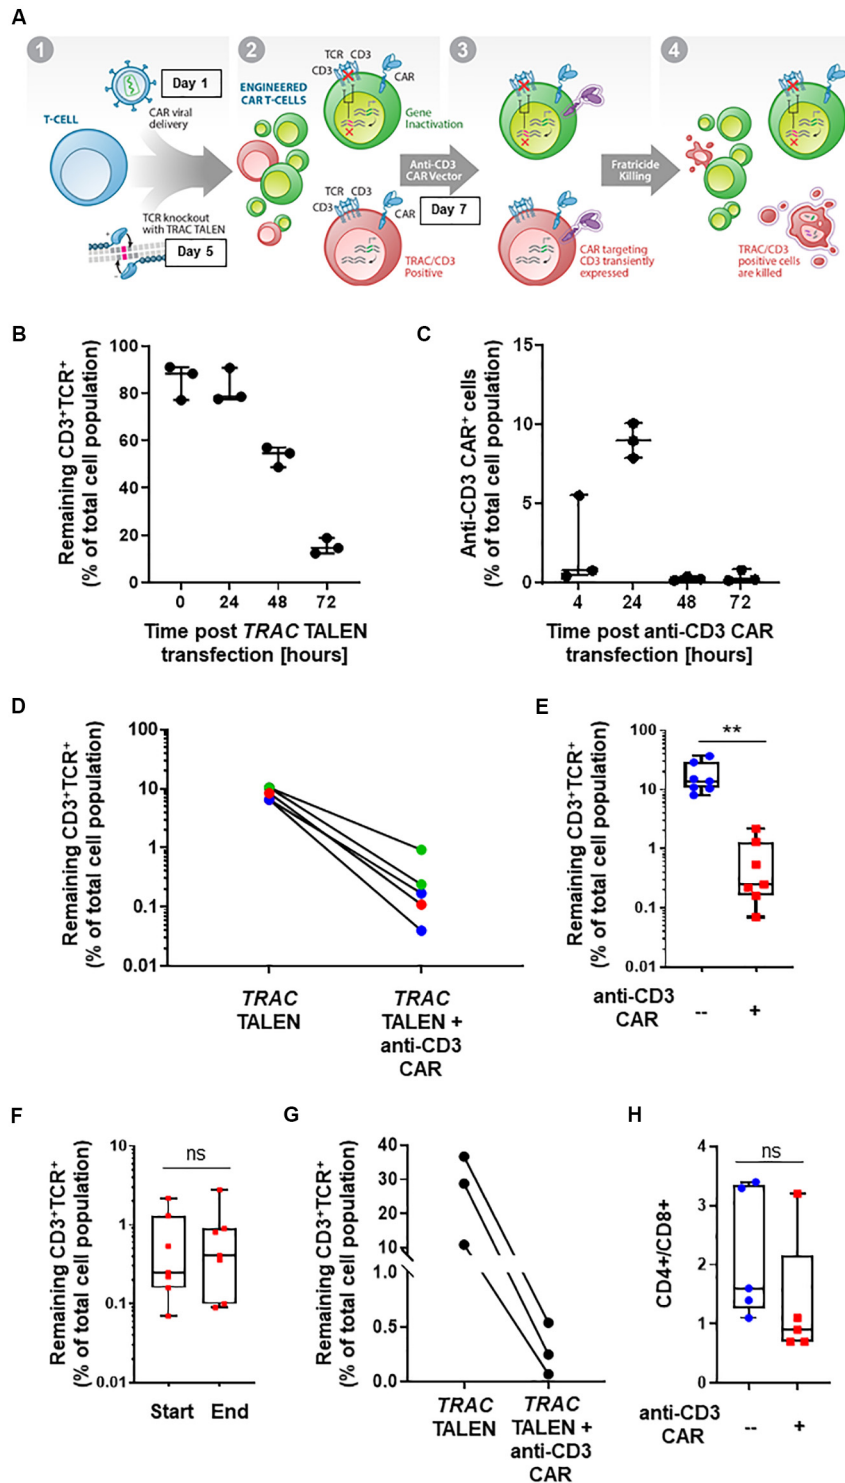 A
1
2
3
4
Day 1
CAR viral
delivery
T-CELL
TCR knockout
with TRAC TALEN
Day 5
ENGINEERED
CAR T-CELLS
TCR CD3
CD3
CAR
Gene
Inactivation
TCR CD3
CD3
CAR
TRAC/CD3
Positive
Anti-CD3
CAR Vector
Day 7
CAR targeting
CD3 transiently
expressed
Fratricide
Killing
TRAC/CD3
positive cells
are killed
B
Remaining CD3+TCR+
(% of total cell population)
100
80
60
40
20
0
0 24 48 72
Time post TRAC TALEN
transfection [hours]
C
Anti-CD3 CAR+ cells
(% of total cell population)
15
10
5
0
4 24 48 72
Time post anti-CD3 CAR
transfection [hours]
D
Remaining CD3+TCR+
(% of total cell population)
100
10
1
0.1
0.01
TRAC
TALEN
TRAC
TALEN +
anti-CD3
CAR
E
Remaining CD3+TCR+
(% of total cell population)
100
10
1
0.1
0.01
**
anti-CD3
CAR
-- +
F
Remaining CD3+TCR+
(% of total cell population)
10
1
0.1
0.01
ns
Start End
G
Remaining CD3+TCR+
(% of total cell population)
40
30
20
10
1.0
0.5
0.0
TRAC
TALEN
TRAC
TALEN +
anti-CD3
CAR
H
CD4+/CD8+
4
3
2
1
0
ns
anti-CD3
CAR
-- +